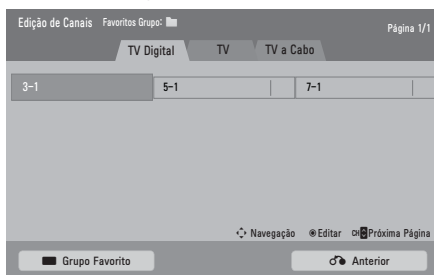 Edição de Canais Favoritos Grupo: Página 1/1
TV Digital TV TV a Cabo
3-1 5-1 7-1
Navegação Editar CH Próxima Página
Grupo Favorito Anterior